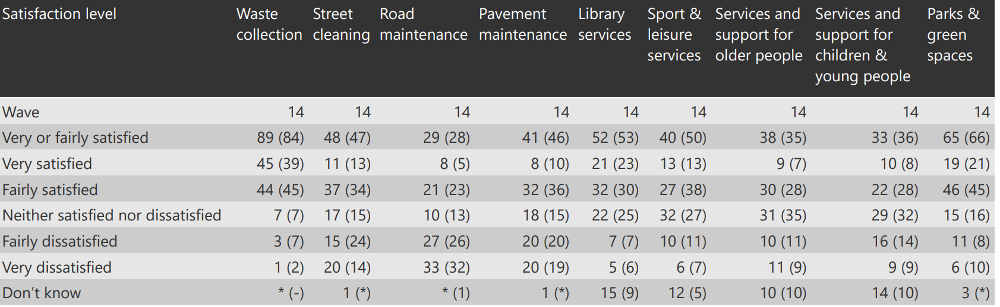 Satisfaction level Waste Street Road Pavement Library Sport & Services and Services and Parks &
collection cleaning maintenance maintenance services leisure support for support for green
services older people children & spaces
young people
Wave 14 14 14 14 14 14 14 14 14
Very or fairly satisfied 89 (84) 48 (47) 29 (28) 41 (46) 52 (53) 40 (50) 38 (35) 33 (36) 65 (66)
Very satisfied 45 (39) 11 (13) 8 (5) 8 (10) 21 (23) 13 (13) 9 (7) 10 (8) 19 (21)
Fairly satisfied 44 (45) 37 (34) 21 (23) 32 (36) 32 (30) 27 (38) 30 (28) 22 (28) 46 (45)
Neither satisfied nor dissatisfied 7 (7) 17 (15) 10 (13) 18 (15) 22 (25) 32 (27) 31 (35) 29 (32) 15 (16)
Fairly dissatisfied 3 (7) 15 (24) 27 (26) 20 (20) 7 (7) 10 (11) 10 (11) 16 (14) 11 (8)
Very dissatisfied 1 (2) 20 (14) 33 (32) 20 (19) 5 (6) 6 (7) 11 (9) 9 (9) 6 (10)
Don’t know * (-) 1 (*) * (1) 1 (*) 15 (9) 12 (5) 10 (10) 14 (10) 3 (*)